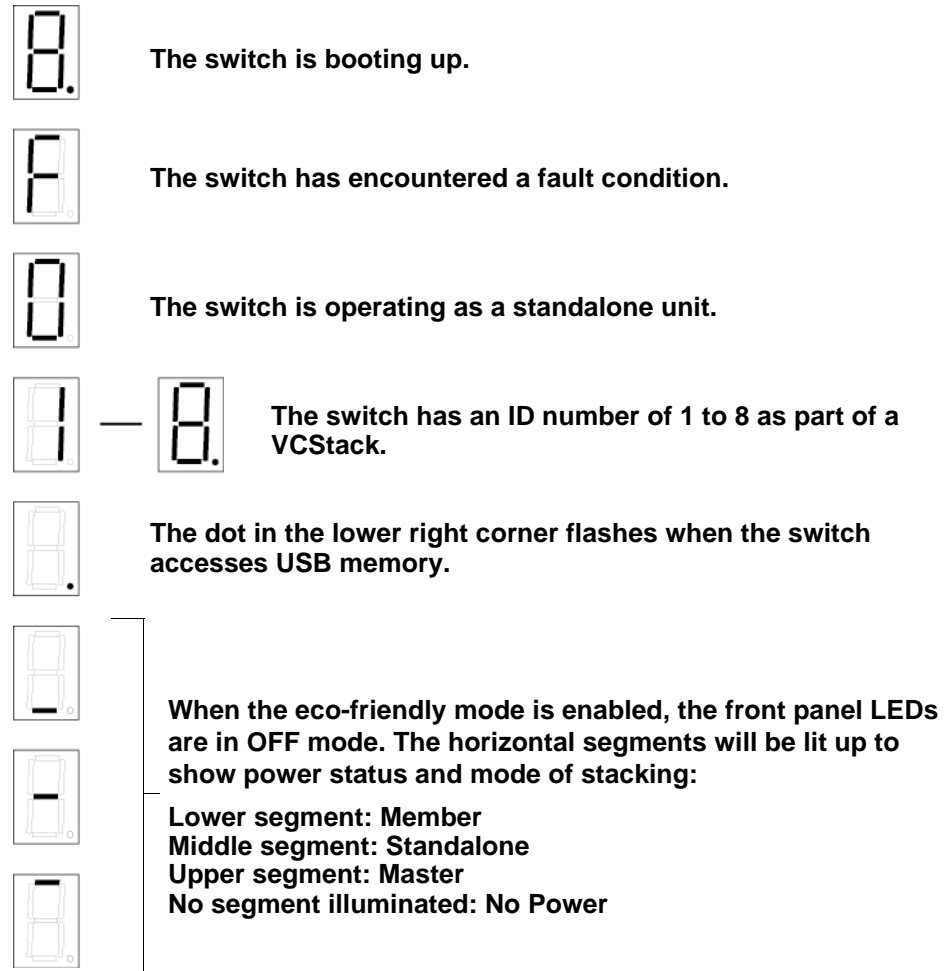 8.
The switch is booting up.
F
The switch has encountered a fault condition.
0
The switch is operating as a standalone unit.
1 — 8.
The switch has an ID number of 1 to 8 as part of a
VCStack.
The dot in the lower right corner flashes when the switch
accesses USB memory.
When the eco-friendly mode is enabled, the front panel LEDs
are in OFF mode. The horizontal segments will be lit up to
show power status and mode of stacking:
Lower segment: Member
Middle segment: Standalone
Upper segment: Master
No segment illuminated: No Power